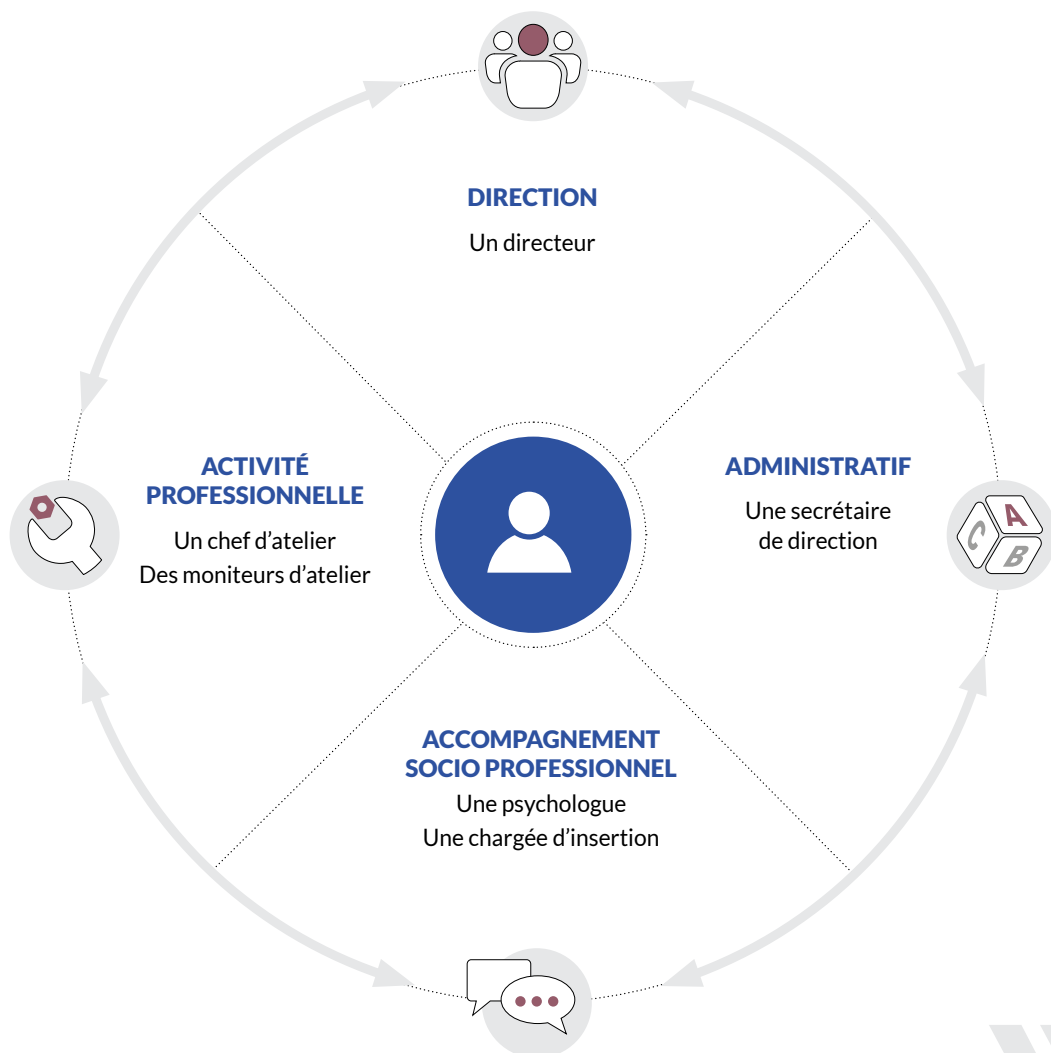 DIRECTION
Un directeur
ACTIVITÉ
PROFESSIONNELLE
Un chef d’atelier
Des moniteurs d’atelier
ADMINISTRATIF
Une secrétaire
de direction
A
C
B
ACCOMPAGNEMENT
SOCIO PROFESSIONNEL
Une psychologue
Une chargée d’insertion